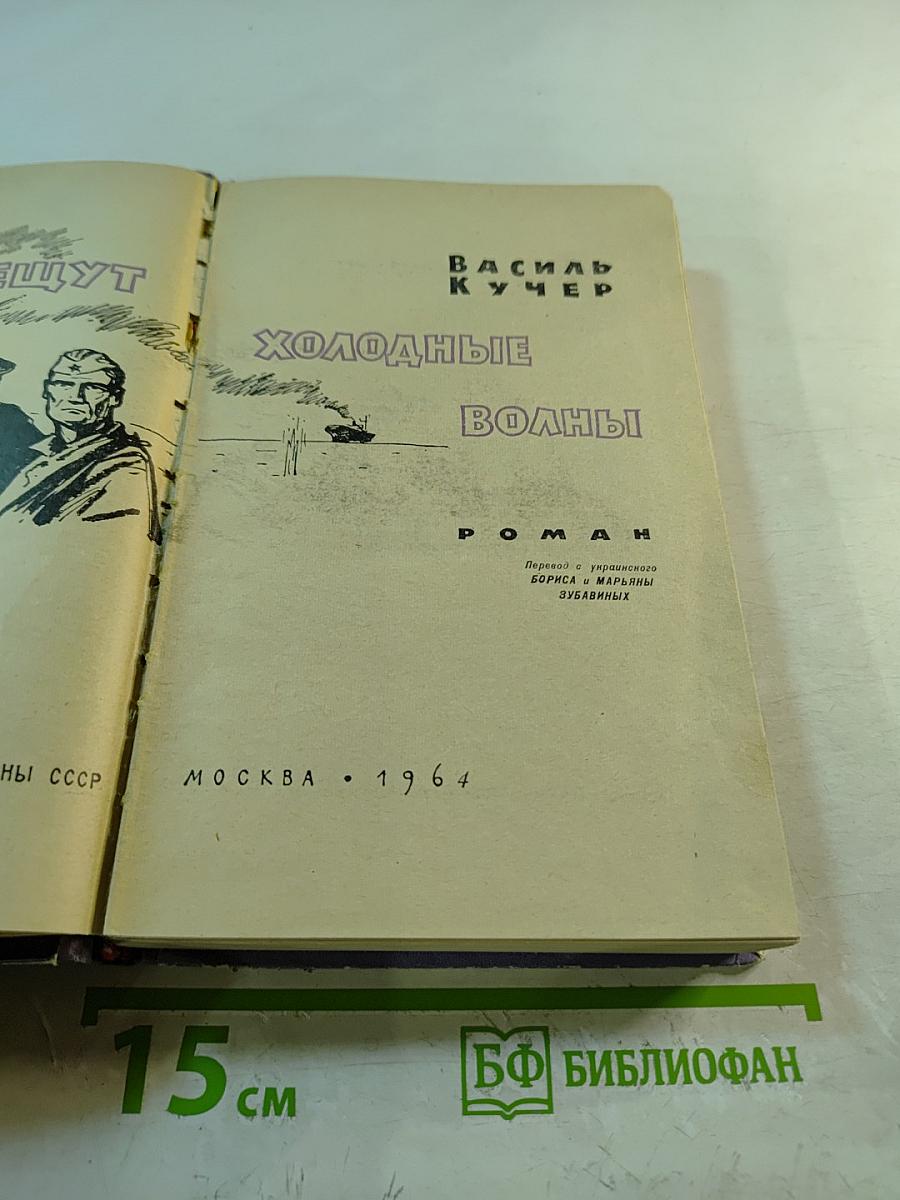 ЕЩУТ
ВАСИЛЬ
КУЧЕР
ХОЛОДНЫЕ
ВОЛНЫ
РОМАН
Перевод с украинского
БОРИСА и МАРЬЯНЫ
ЗУБАВИНЫХ
НЫ СССР
МОСКВА • 1964
15 см
БФ БИБЛИОФАН